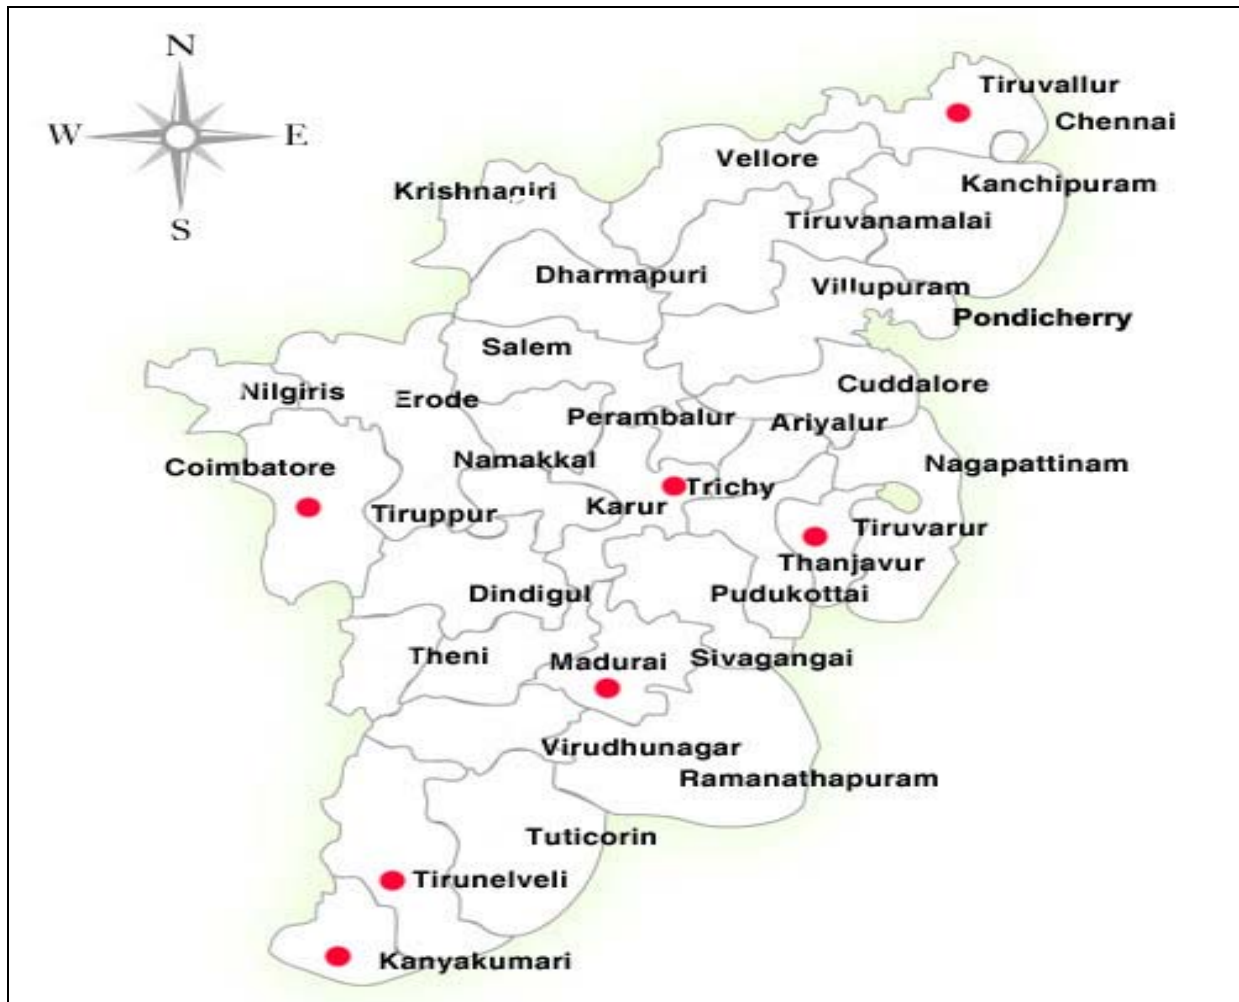 N
W
E
S
Tiruvallur
Chennai
Vellore
Kanchipuram
Krishnagiri
Tiruvanamalai
Dharmapuri
Villupuram
Pondicherry
Salem
Cuddalore
Nilgiris
Erode
Perambalur
Ariyalur
Namakkal
Coimbatore
Nagapattinam
Trichy
Karur
Tiruppur
Tiruvarur
Thanjavur
Dindigul
Pudukottai
Theni
Madurai
Sivagangai
Virudhunagar
Ramanathapuram
Tuticorin
Tirunelveli
Kanyakumari